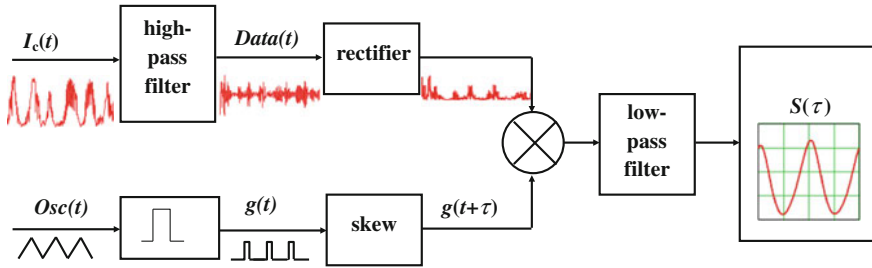 I_c(t)
high-
pass
filter
Data(t)
rectifier
low-
pass
filter
S(τ)
Osc(t)
g(t)
skew
g(t+τ)